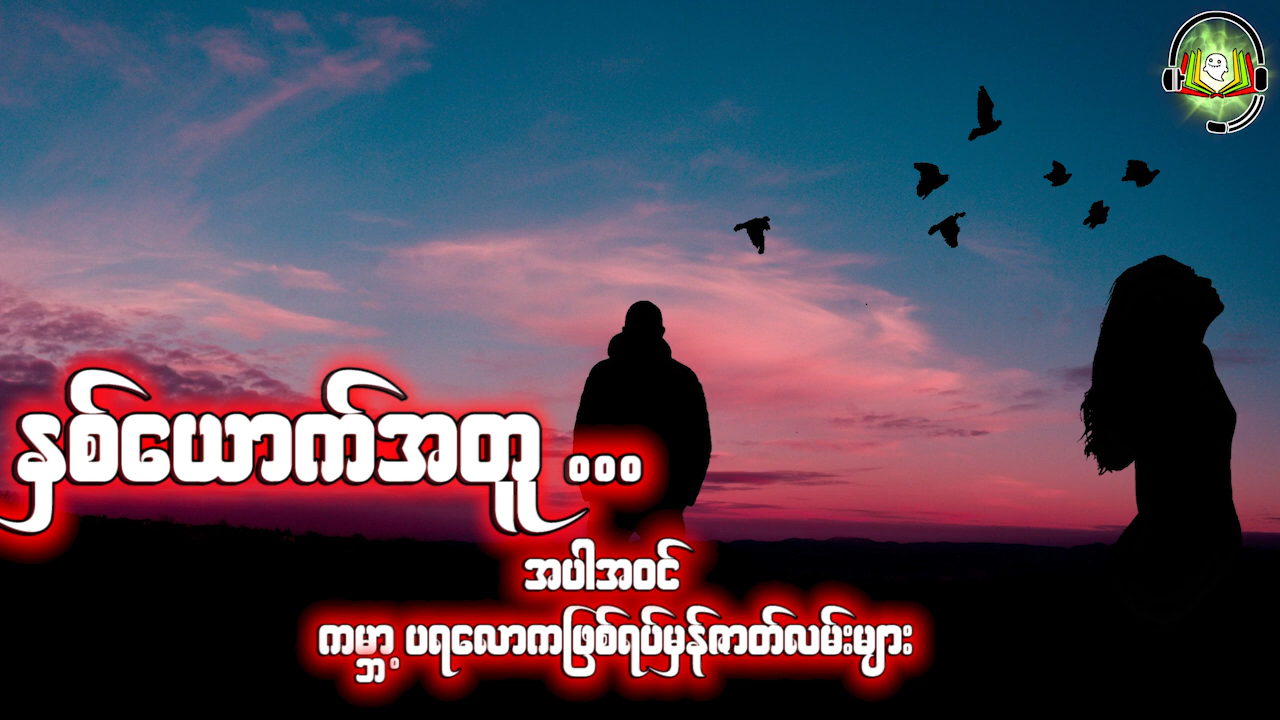 နှစ်ယောက်အတူ ...
အပါအဝင်
ကမ္ဘာ့ ပရလောကဖြစ်ရပ်မှန်ဇာတ်လမ်းများ